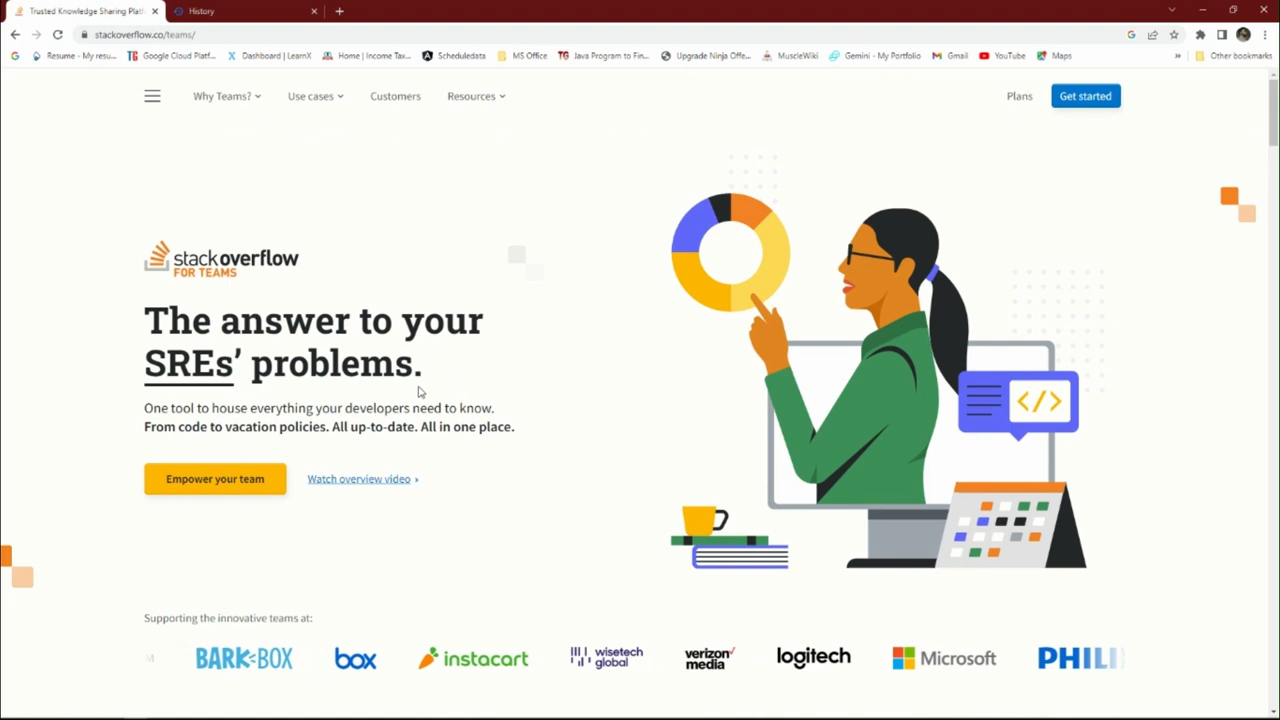 Trusted Knowledge Sharing Platf
History
stackoverflow.co/teams/
G
Resume - My resu...
Google Cloud Platf...
Dashboard | LearnX
Home | Income Tax...
Scheduledata
MS Office
TG Java Program to Fin...
Upgrade Ninja Offe...
MuscleWiki
Gemini - My Portfolio
Gmail
YouTube
Maps
»
Other bookmarks
Why Teams?
Use cases
Customers
Resources
Plans
Get started
stackoverflow
FOR TEAMS
The answer to your
SREs' problems.
One tool to house everything your developers need to know.
From code to vacation policies. All up-to-date. All in one place.
Empower your team
Watch overview video ›
</>
Supporting the innovative teams at:
BARKBOX
box
instacart
wisetech
global
verizon✓
media
logitech
Microsoft
PHILI